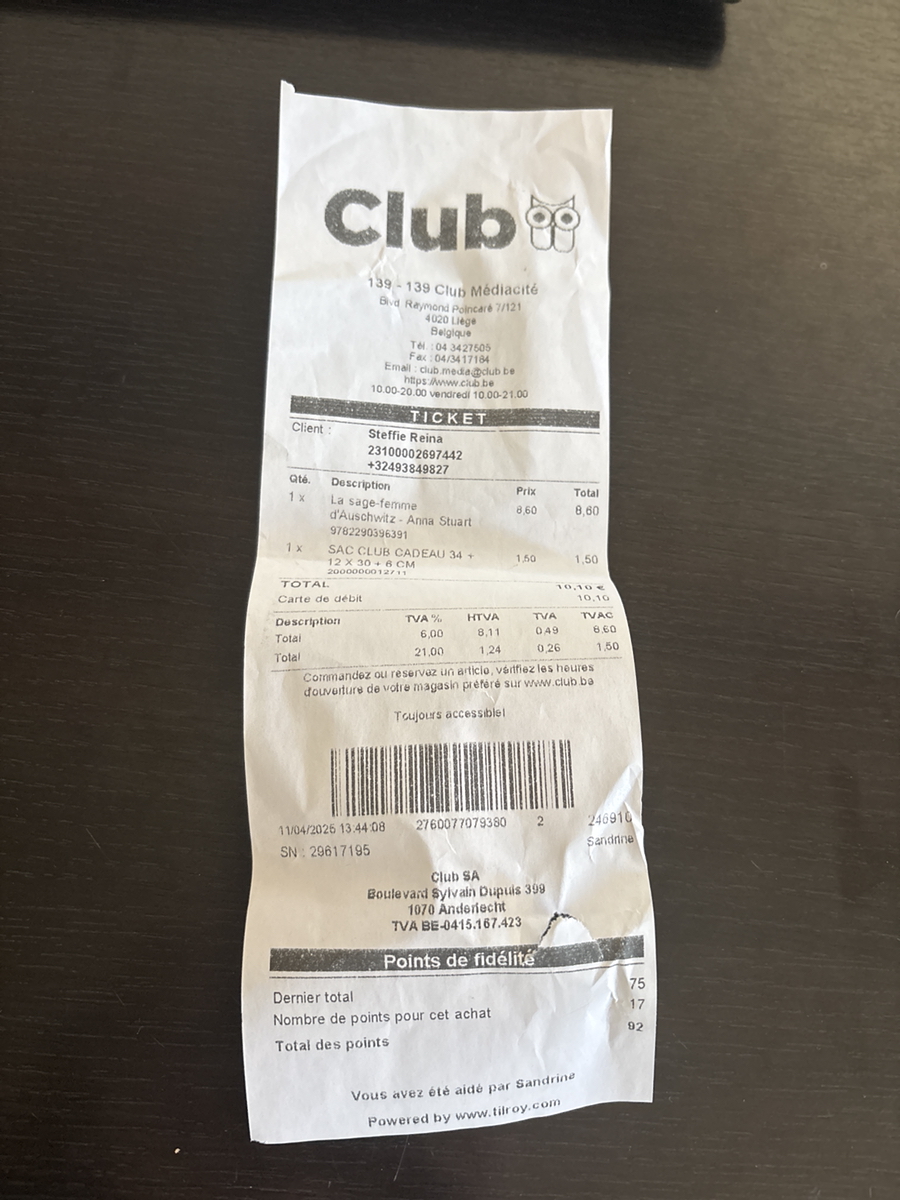 Club
139 - 139 Club Médiacité
Blvd. Raymond Poincaré 7/121
4020 Liège
Belgique
Tél. : 04 3427605
Fax : 04/3417184
Email : club.media@club.be
https://www.club.be
10.00-20.00 vendredi 10.00-21.00
TICKET
Client : Steffie Reina
23100002697442
+32493849827
Qté. Description Prix Total
1 x La sage-femme 8,60 8,60
d'Auschwitz - Anna Stuart
9782290396391
1 x SAC CLUB CADEAU 34 + 1,50 1,50
12 X 30 + 6 CM
2000000012711
TOTAL 10,10 €
Carte de débit 10,10
Description TVA % HTVA TVA TVAC
Total 6,00 8,11 0,49 8,60
Total 21,00 1,24 0,26 1,50
Commandez ou reservez un article, vérifiez les heures
d'ouverture de votre magasin préféré sur www.club.be
Toujours accessible!
11/04/2025 13:44:08 2760077079380 2 246910
SN : 29617195 Sandrine
Club SA
Boulevard Sylvain Dupuis 399
1070 Anderlecht
TVA BE-0415.167.423
Points de fidélité
Dernier total 75
Nombre de points pour cet achat 17
Total des points 92
Vous avez été aidé par Sandrine
Powered by www.tilroy.com